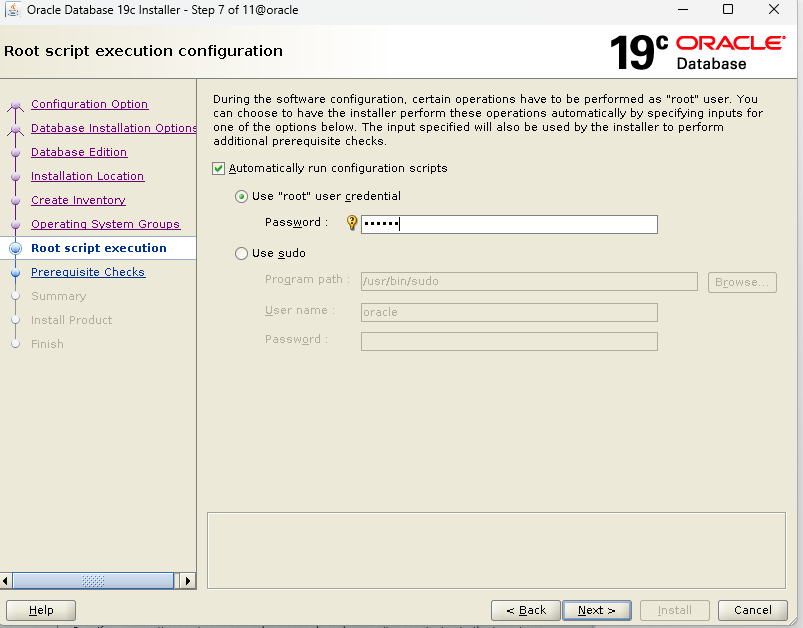 Oracle Database 19c Installer - Step 7 of 11@oracle
Root script execution configuration
19c ORACLE
Database
Configuration Option
Database Installation Options
Database Edition
Installation Location
Create Inventory
Operating System Groups
Root script execution
Prerequisite Checks
Summary
Install Product
Finish
During the software configuration, certain operations have to be performed as "root" user. You
can choose to have the installer perform these operations automatically by specifying inputs for
one of the options below. The input specified will also be used by the installer to perform
additional prerequisite checks.
Automatically run configuration scripts
Use "root" user credential
Password : ••••••
Use sudo
Program path : /usr/bin/sudo Browse...
User name : oracle
Password :
Help < Back Next > Install Cancel